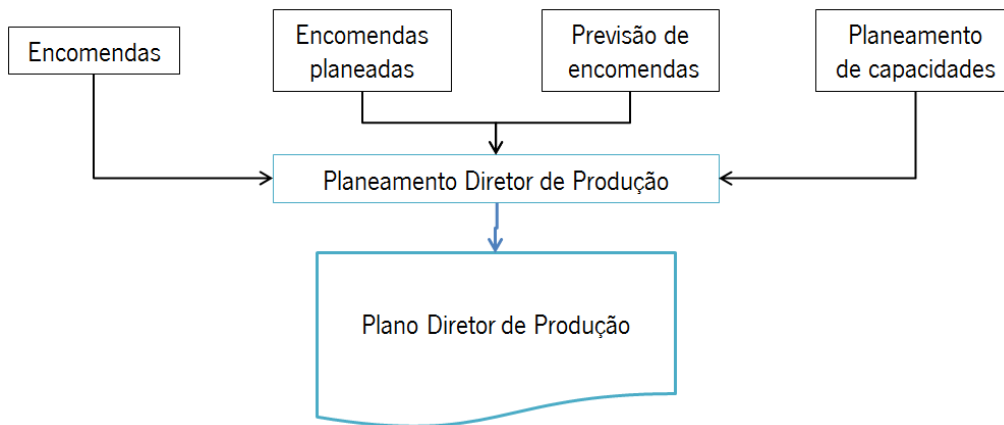 Encomendas
Encomendas
planeadas
Previsão de
encomendas
Planeamento
de capacidades
Planeamento Diretor de Produção
Plano Diretor de Produção